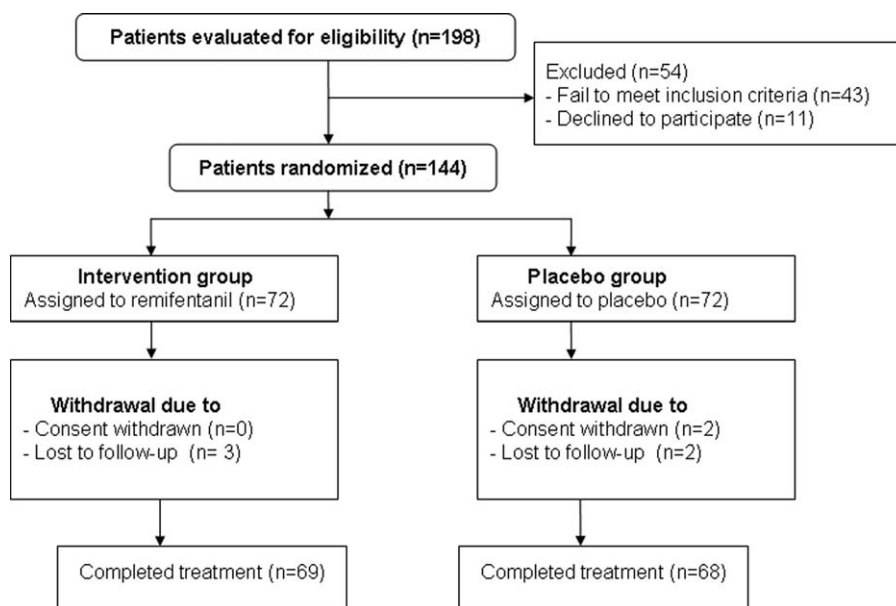 Patients evaluated for eligibility (n=198)
Excluded (n=54)
- Fail to meet inclusion criteria (n=43)
- Declined to participate (n=11)
Patients randomized (n=144)
Intervention group
Assigned to remifentanil (n=72)
Placebo group
Assigned to placebo (n=72)
Withdrawal due to
- Consent withdrawn (n=0)
- Lost to follow-up (n= 3)
Withdrawal due to
- Consent withdrawn (n=2)
- Lost to follow-up (n=2)
Completed treatment (n=69)
Completed treatment (n=68)